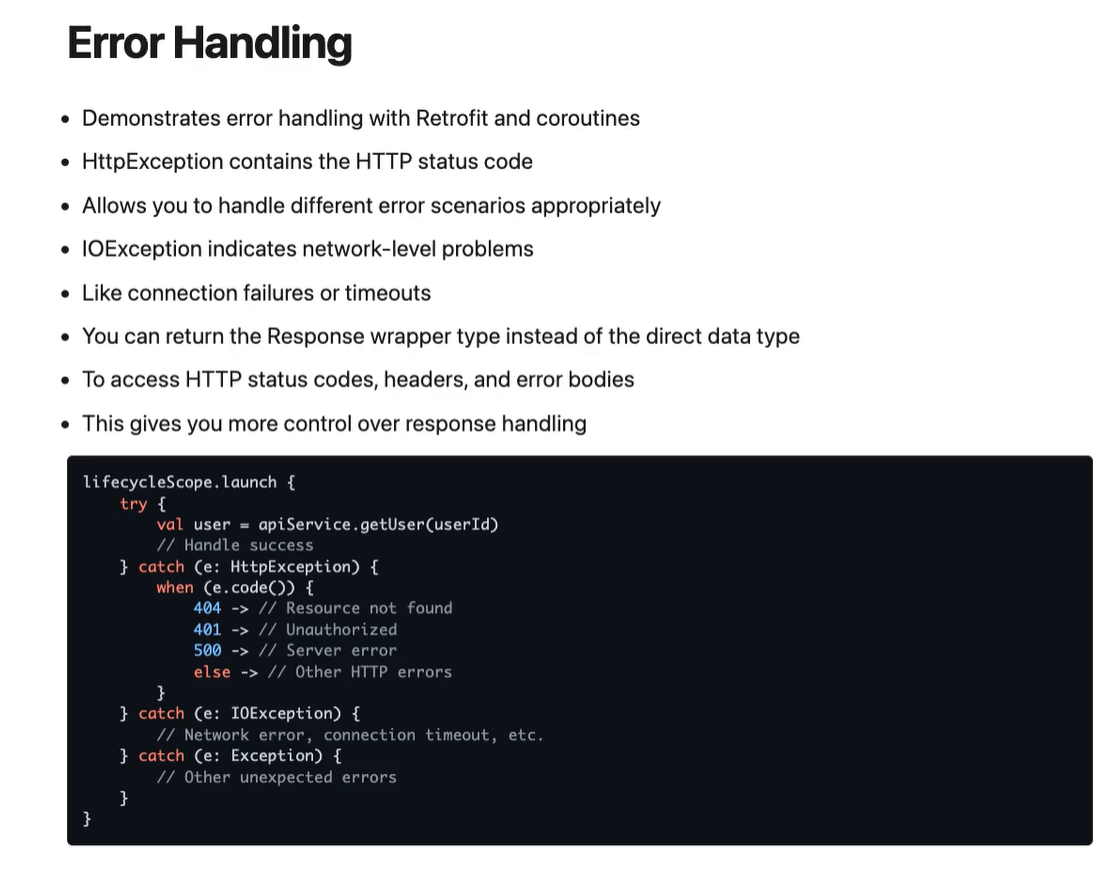 Error Handling
• Demonstrates error handling with Retrofit and coroutines
• HttpException contains the HTTP status code
• Allows you to handle different error scenarios appropriately
• IOException indicates network-level problems
• Like connection failures or timeouts
• You can return the Response wrapper type instead of the direct data type
• To access HTTP status codes, headers, and error bodies
• This gives you more control over response handling
lifecycleScope.launch {
    try {
        val user = apiService.getUser(userId)
        // Handle success
    } catch (e: HttpException) {
        when (e.code()) {
            404 -> // Resource not found
            401 -> // Unauthorized
            500 -> // Server error
            else -> // Other HTTP errors
        }
    } catch (e: IOException) {
        // Network error, connection timeout, etc.
    } catch (e: Exception) {
        // Other unexpected errors
    }
}